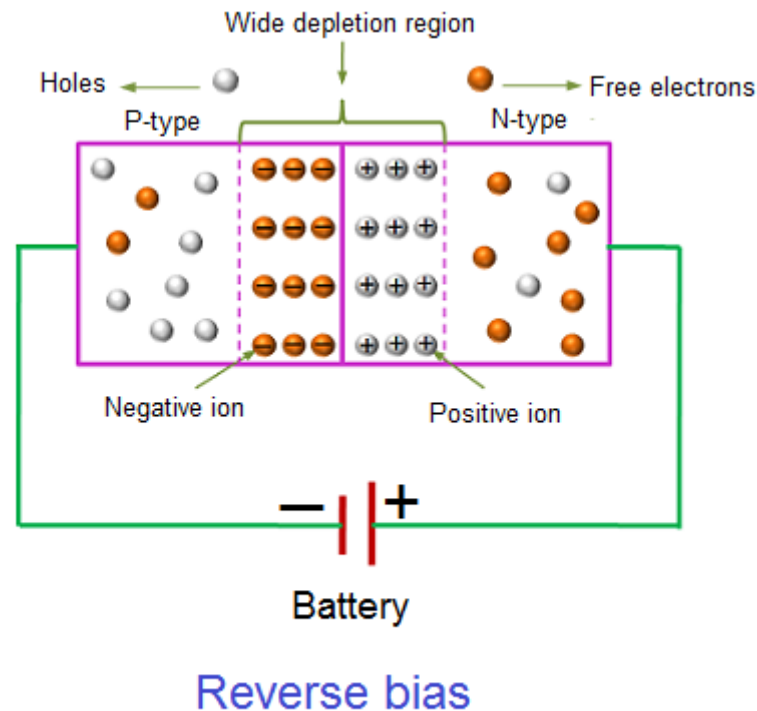 Wide depletion region
Holes
Free electrons
P-type
N-type
Negative ion
Positive ion
− +
Battery
Reverse bias